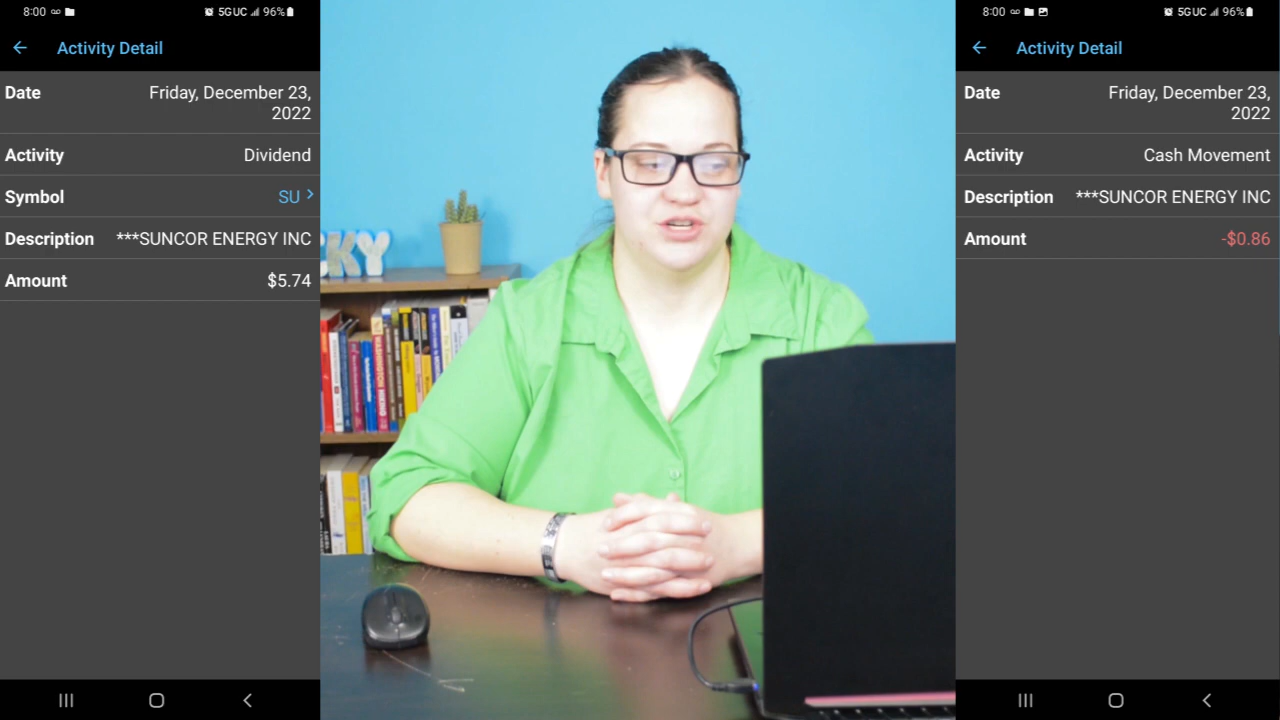 8:00
5GUC 96%
Activity Detail
Date Friday, December 23,
2022
Activity Dividend
Symbol SU
Description ***SUNCOR ENERGY INC
Amount $5.74
KY
WASHINGTON HIKING
8:00
5GUC 96%
Activity Detail
Date Friday, December 23,
2022
Activity Cash Movement
Description ***SUNCOR ENERGY INC
Amount -$0.86